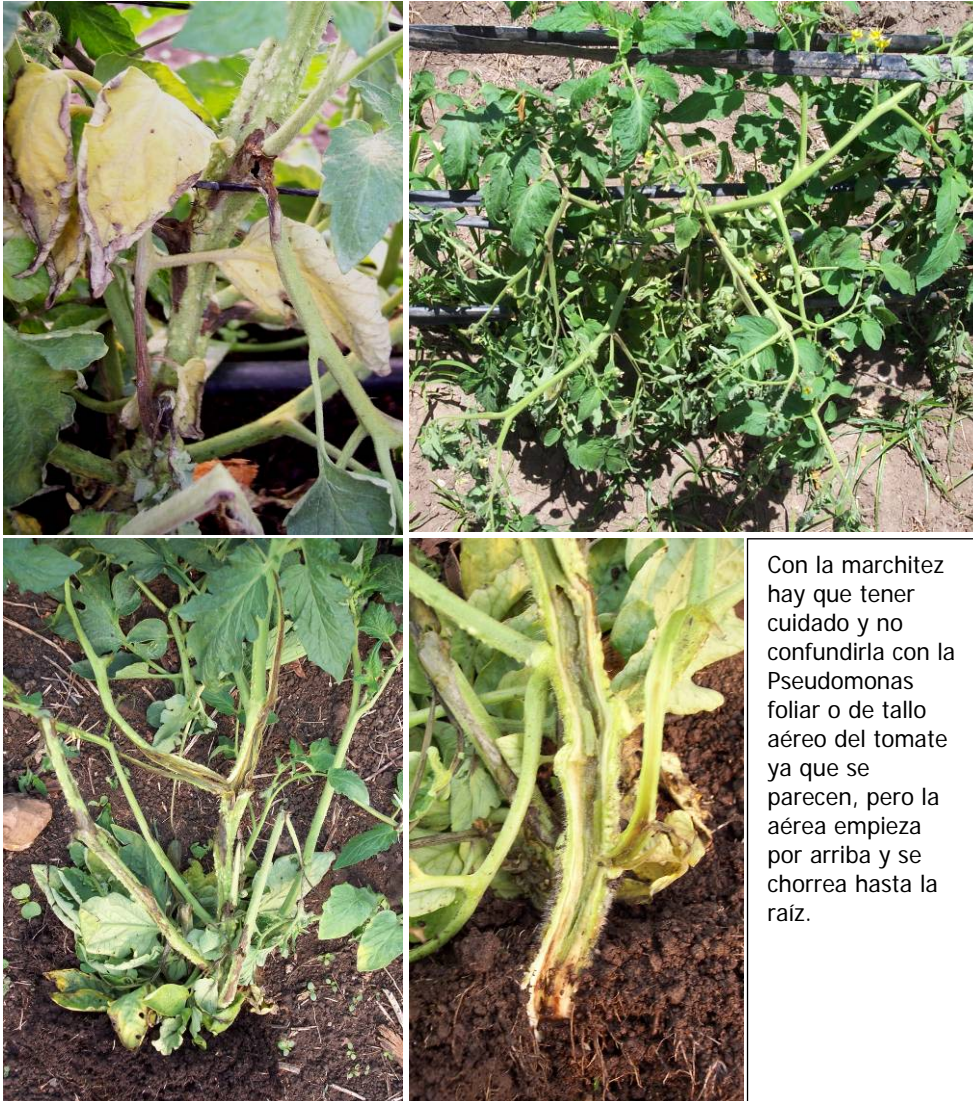 Con la marchitez
hay que tener
cuidado y no
confundirla con la
Pseudomonas
foliar o de tallo
aéreo del tomate
ya que se
parecen, pero la
aérea empieza
por arriba y se
chorrea hasta la
raíz.